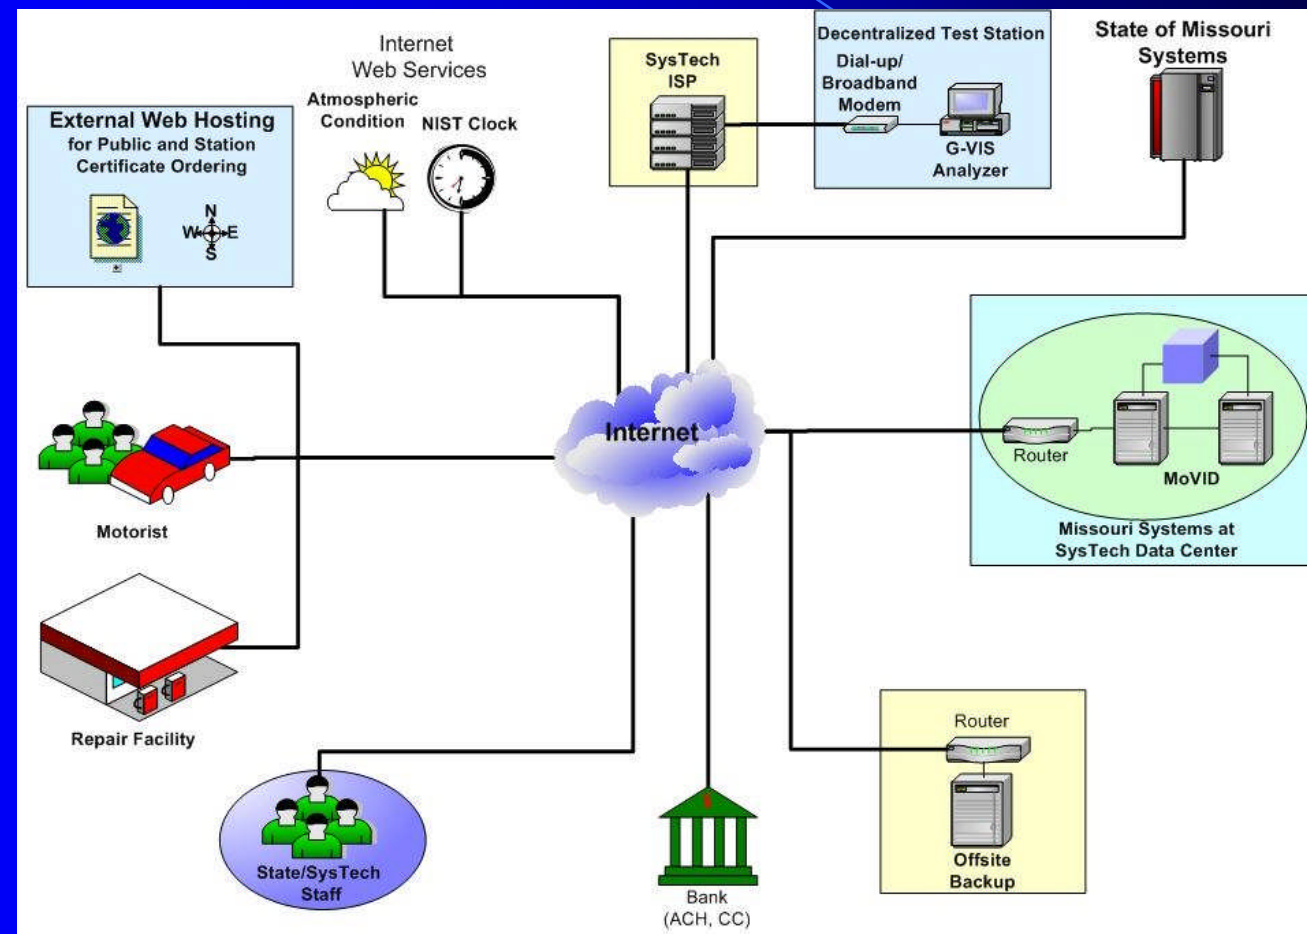 Internet
Web Services
Atmospheric
Condition
NIST Clock
SysTech
ISP
Decentralized Test Station
Dial-up/
Broadband
Modem
G-VIS
Analyzer
State of Missouri
Systems
External Web Hosting
for Public and Station
Certificate Ordering
N
W
E
S
Internet
Router
MoVID
Missouri Systems at
SysTech Data Center
Motorist
Repair Facility
State/SysTech
Staff
Bank
(ACH, CC)
Router
Offsite
Backup